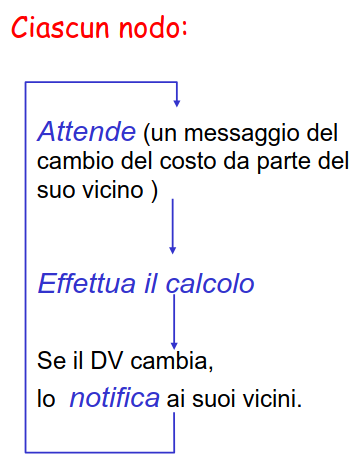 Ciascun nodo:
Attende (un messaggio del
cambio del costo da parte del
suo vicino )
Effettua il calcolo
Se il DV cambia,
lo notifica ai suoi vicini.